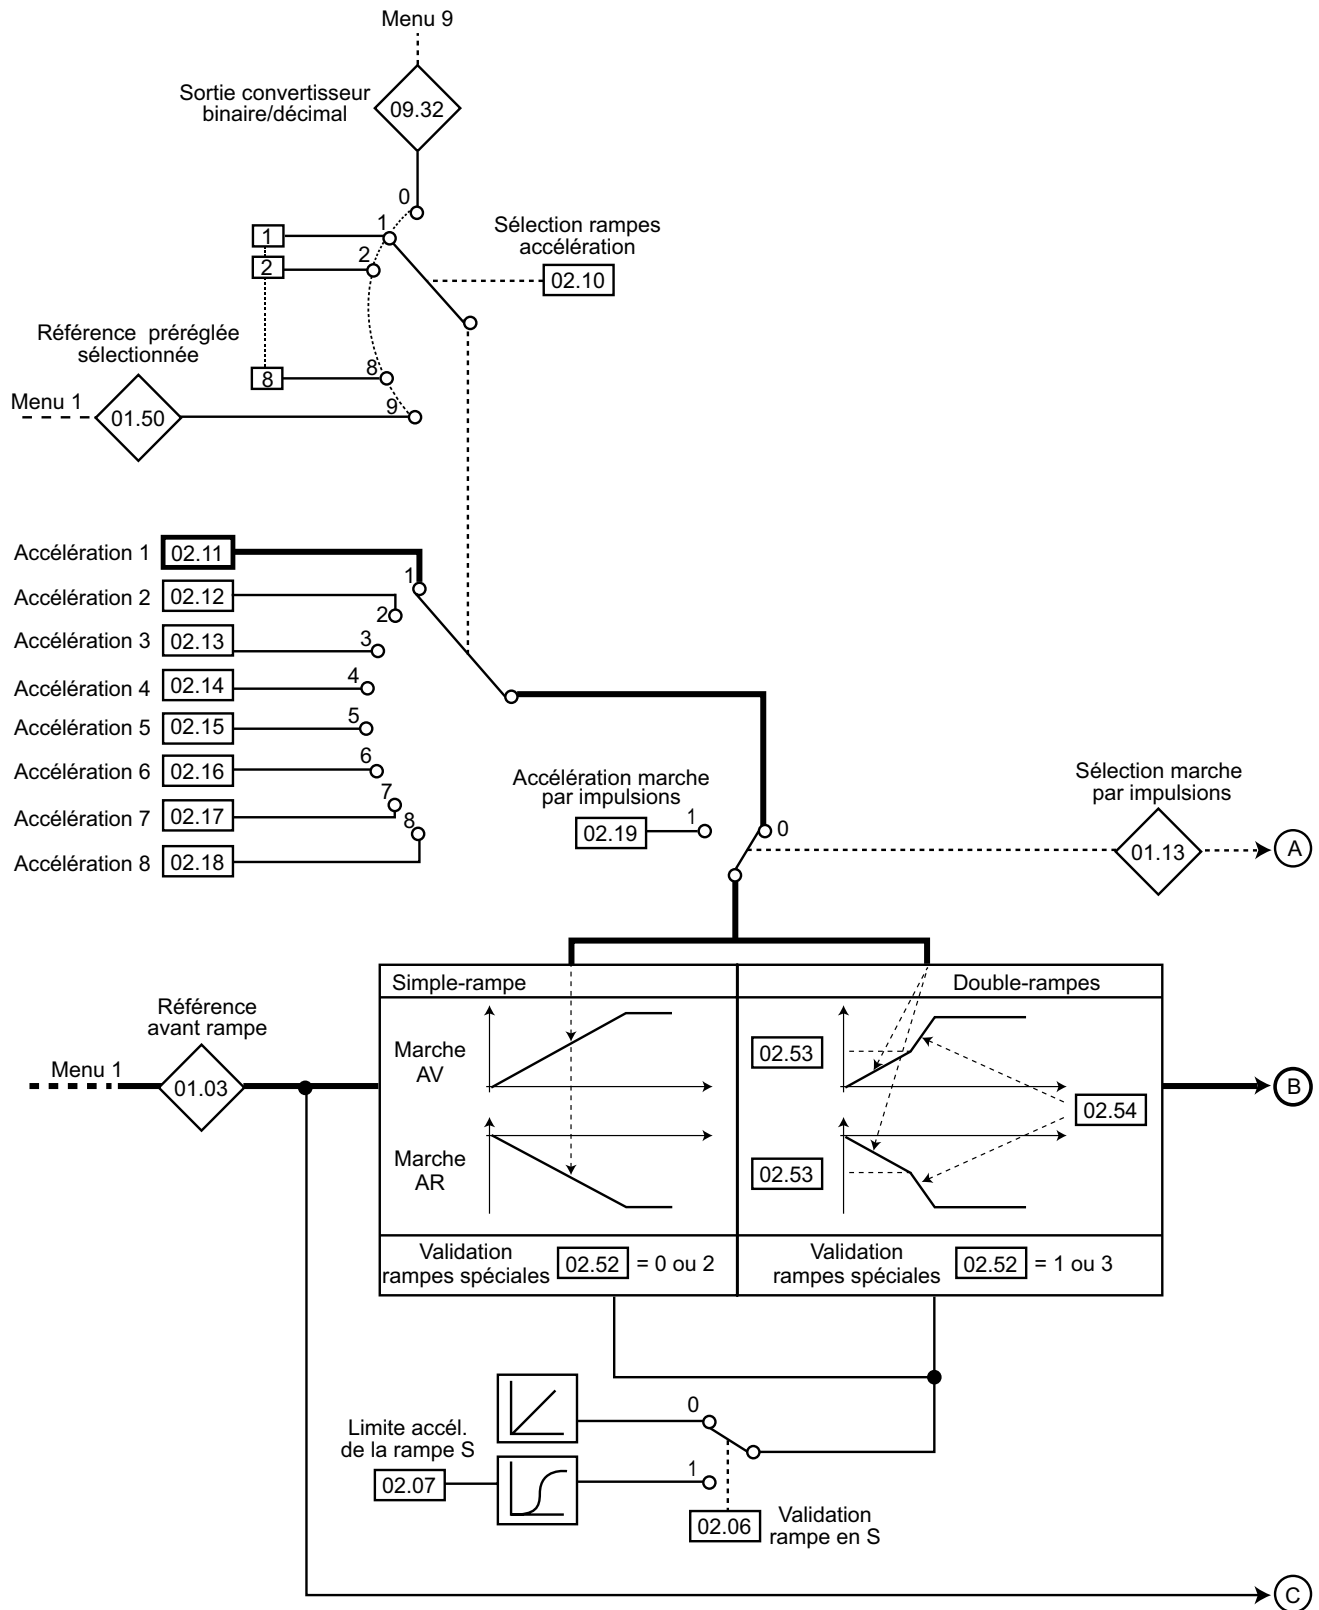 Menu 9
Sortie convertisseur
binaire/décimal
09.32
0
1
1
2
2
Sélection rampes
accélération
02.10
Référence préréglée
sélectionnée
8
8
9
Menu 1
01.50
Accélération 1
02.11
1
Accélération 2
02.12
2
Accélération 3
02.13
3
Accélération 4
02.14
4
Accélération 5
02.15
5
Accélération 6
02.16
6
Accélération 7
02.17
7
Accélération 8
02.18
8
Accélération marche
par impulsions
02.19
1
0
Sélection marche
par impulsions
01.13
A
Référence
avant rampe
Menu 1
01.03
Simple-rampe
Double-rampes
Marche
AV
02.53
02.54
B
Marche
AR
02.53
Validation
rampes spéciales
02.52
= 0 ou 2
Validation
rampes spéciales
02.52
= 1 ou 3
0
Limite accél.
de la rampe S
02.07
1
02.06
Validation
rampe en S
C